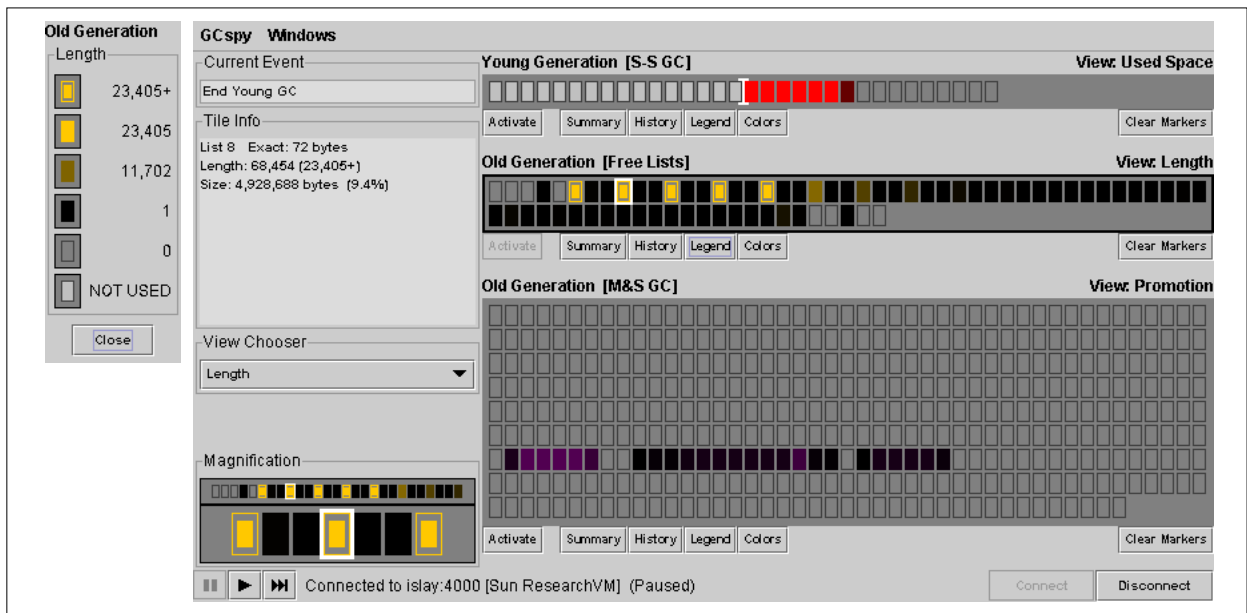 Old Generation
Length
23,405+
23,405
11,702
1
0
NOT USED
Close
GCspy Windows
Current Event
End Young GC
Tile Info
List 8 Exact: 72 bytes
Length: 68,454 (23,405+)
Size: 4,928,688 bytes (9.4%)
View Chooser
Length
Magnification
Young Generation [S-S GC] View: Used Space
Activate Summary History Legend Colors Clear Markers
Old Generation [Free Lists] View: Length
Activate Summary History Legend Colors Clear Markers
Old Generation [M&S GC] View: Promotion
Activate Summary History Legend Colors Clear Markers
Connected to islay:4000 [Sun ResearchVM] (Paused) Connect Disconnect